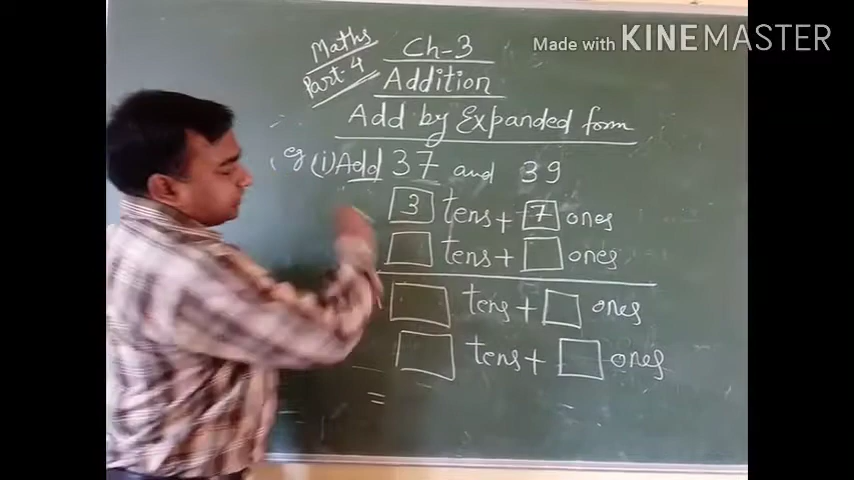 Made with KINEMASTER
Maths
Part-4
Ch-3
Addition
Add by Expanded form
eg (i) Add 37 and 39
3 tens + 7 ones
tens + ones
tens + ones
tens + ones
=